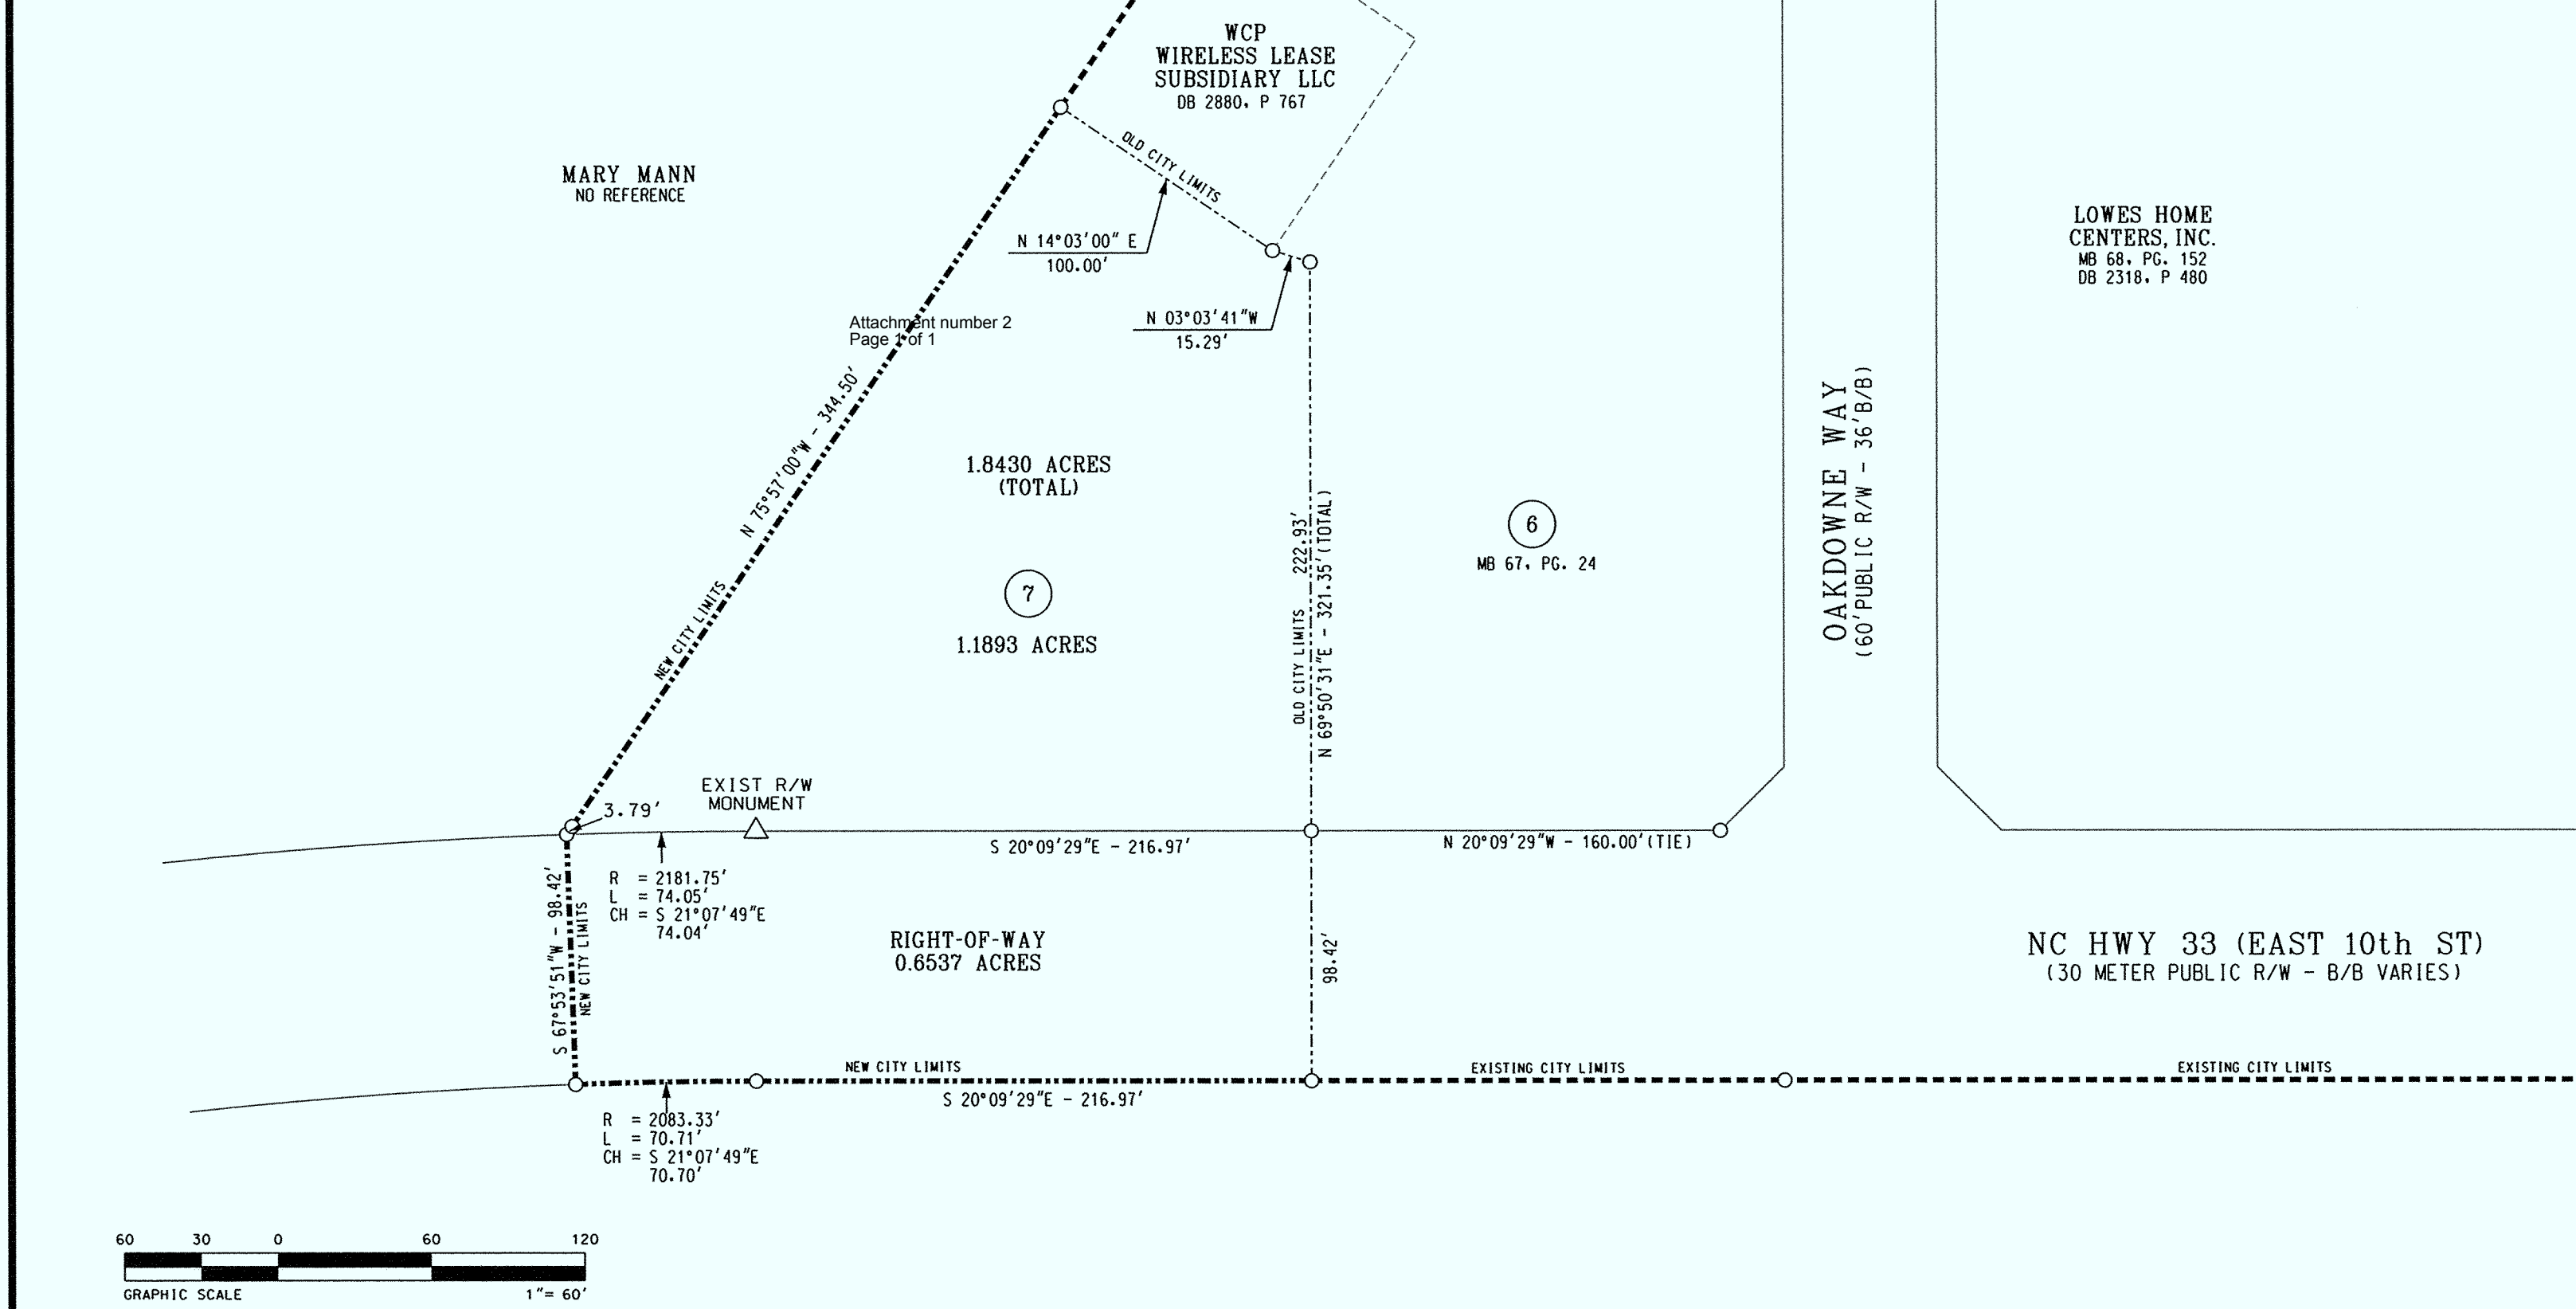 WCP
WIRELESS LEASE
SUBSIDIARY LLC
DB 2880, P 767
OLD CITY LIMITS
MARY MANN
NO REFERENCE
N 14°03'00" E
100.00'
N 03°03'41"W
15.29'
LOWES HOME
CENTERS, INC.
MB 68, PG. 152
DB 2318, P 480
Attachment number 2
Page 1 of 1
N 75°57'00"W - 344.50'
NEW CITY LIMITS
1.8430 ACRES
(TOTAL)
7
1.1893 ACRES
OLD CITY LIMITS 222.93'
N 69°50'31"E - 321.35'(TOTAL)
6
MB 67, PG. 24
OAKDOWNE WAY
(60'PUBLIC R/W - 36'B/B)
EXIST R/W
MONUMENT
3.79'
S 20°09'29"E - 216.97'
N 20°09'29"W - 160.00'(TIE)
R = 2181.75'
L = 74.05'
CH = S 21°07'49"E
74.04'
S 67°53'51"W - 98.42'
NEW CITY LIMITS
RIGHT-OF-WAY
0.6537 ACRES
98.42'
NC HWY 33 (EAST 10th ST)
(30 METER PUBLIC R/W - B/B VARIES)
NEW CITY LIMITS
EXISTING CITY LIMITS
EXISTING CITY LIMITS
S 20°09'29"E - 216.97'
R = 2083.33'
L = 70.71'
CH = S 21°07'49"E
70.70'
60 30 0 60 120
GRAPHIC SCALE 1"= 60'